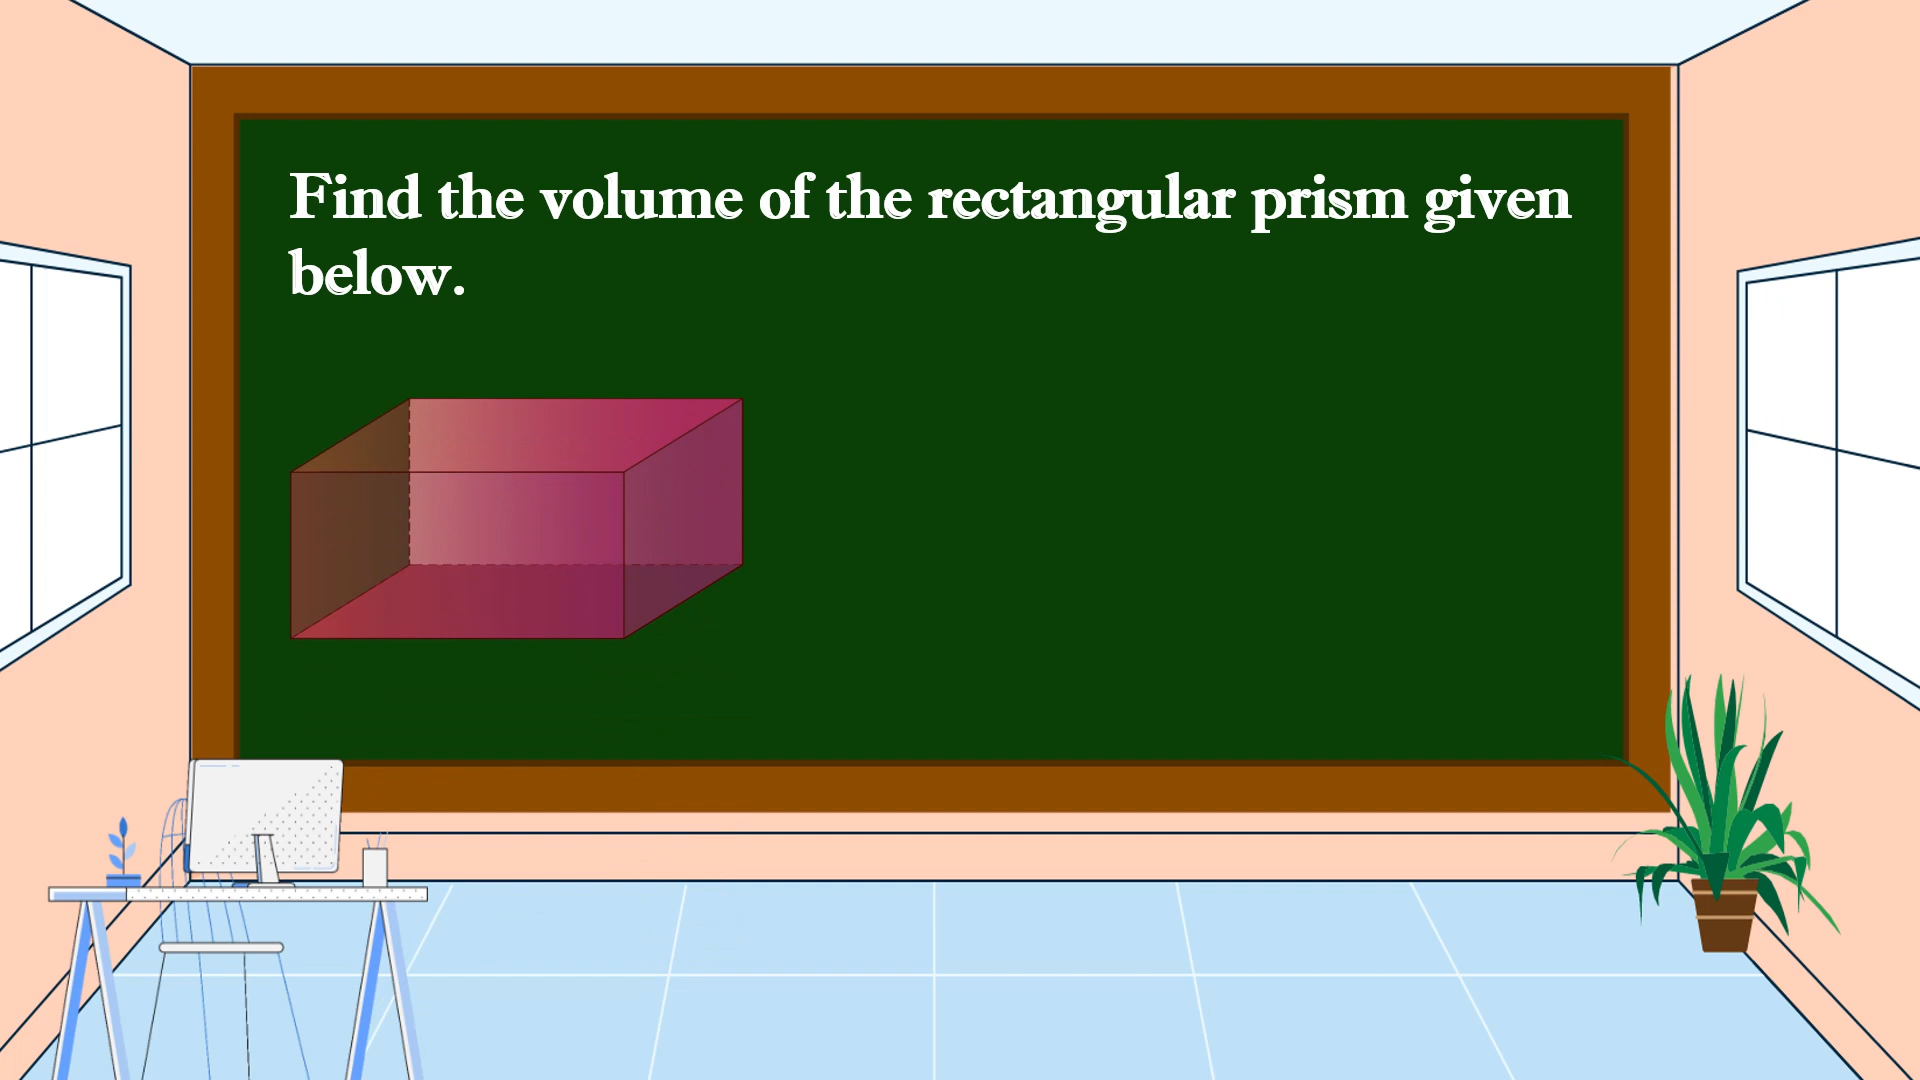 Find the volume of the rectangular prism given
below.